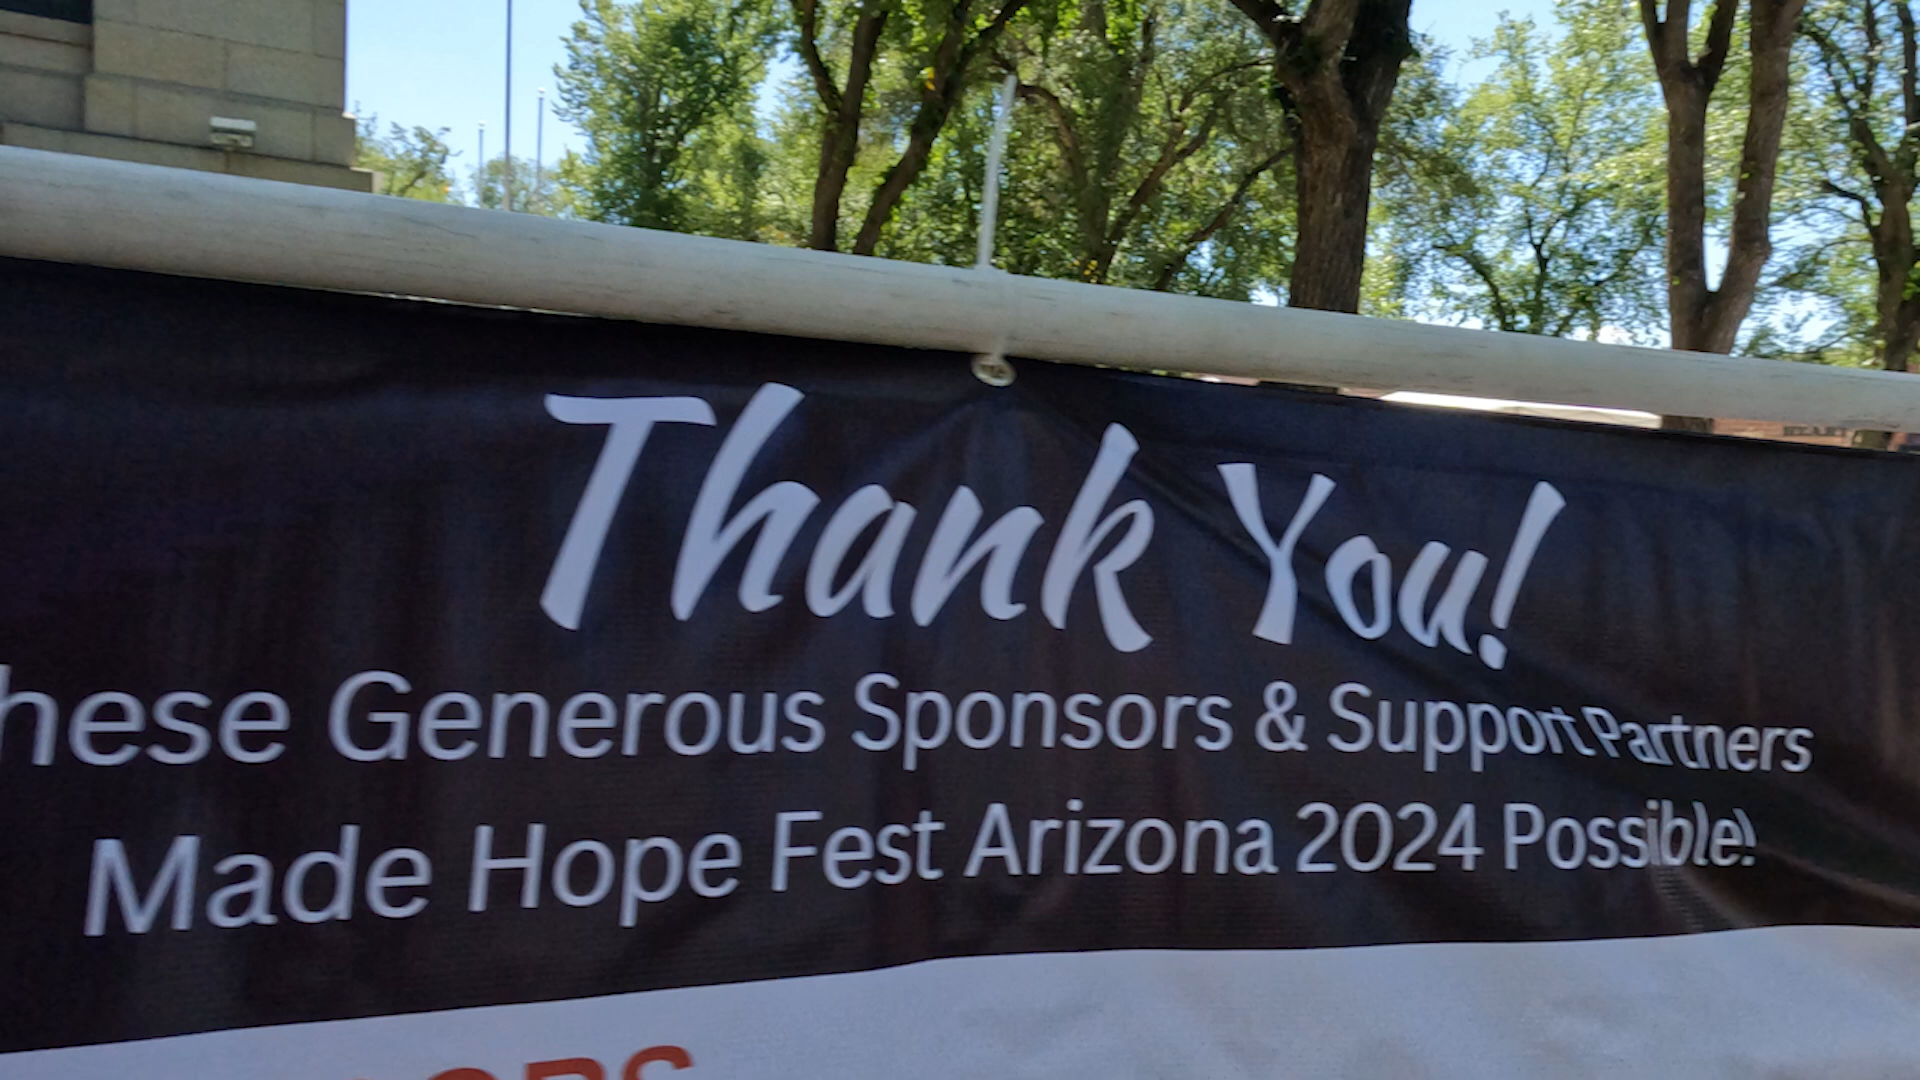 Thank You!
hese Generous Sponsors & Support Partners
Made Hope Fest Arizona 2024 Possible!